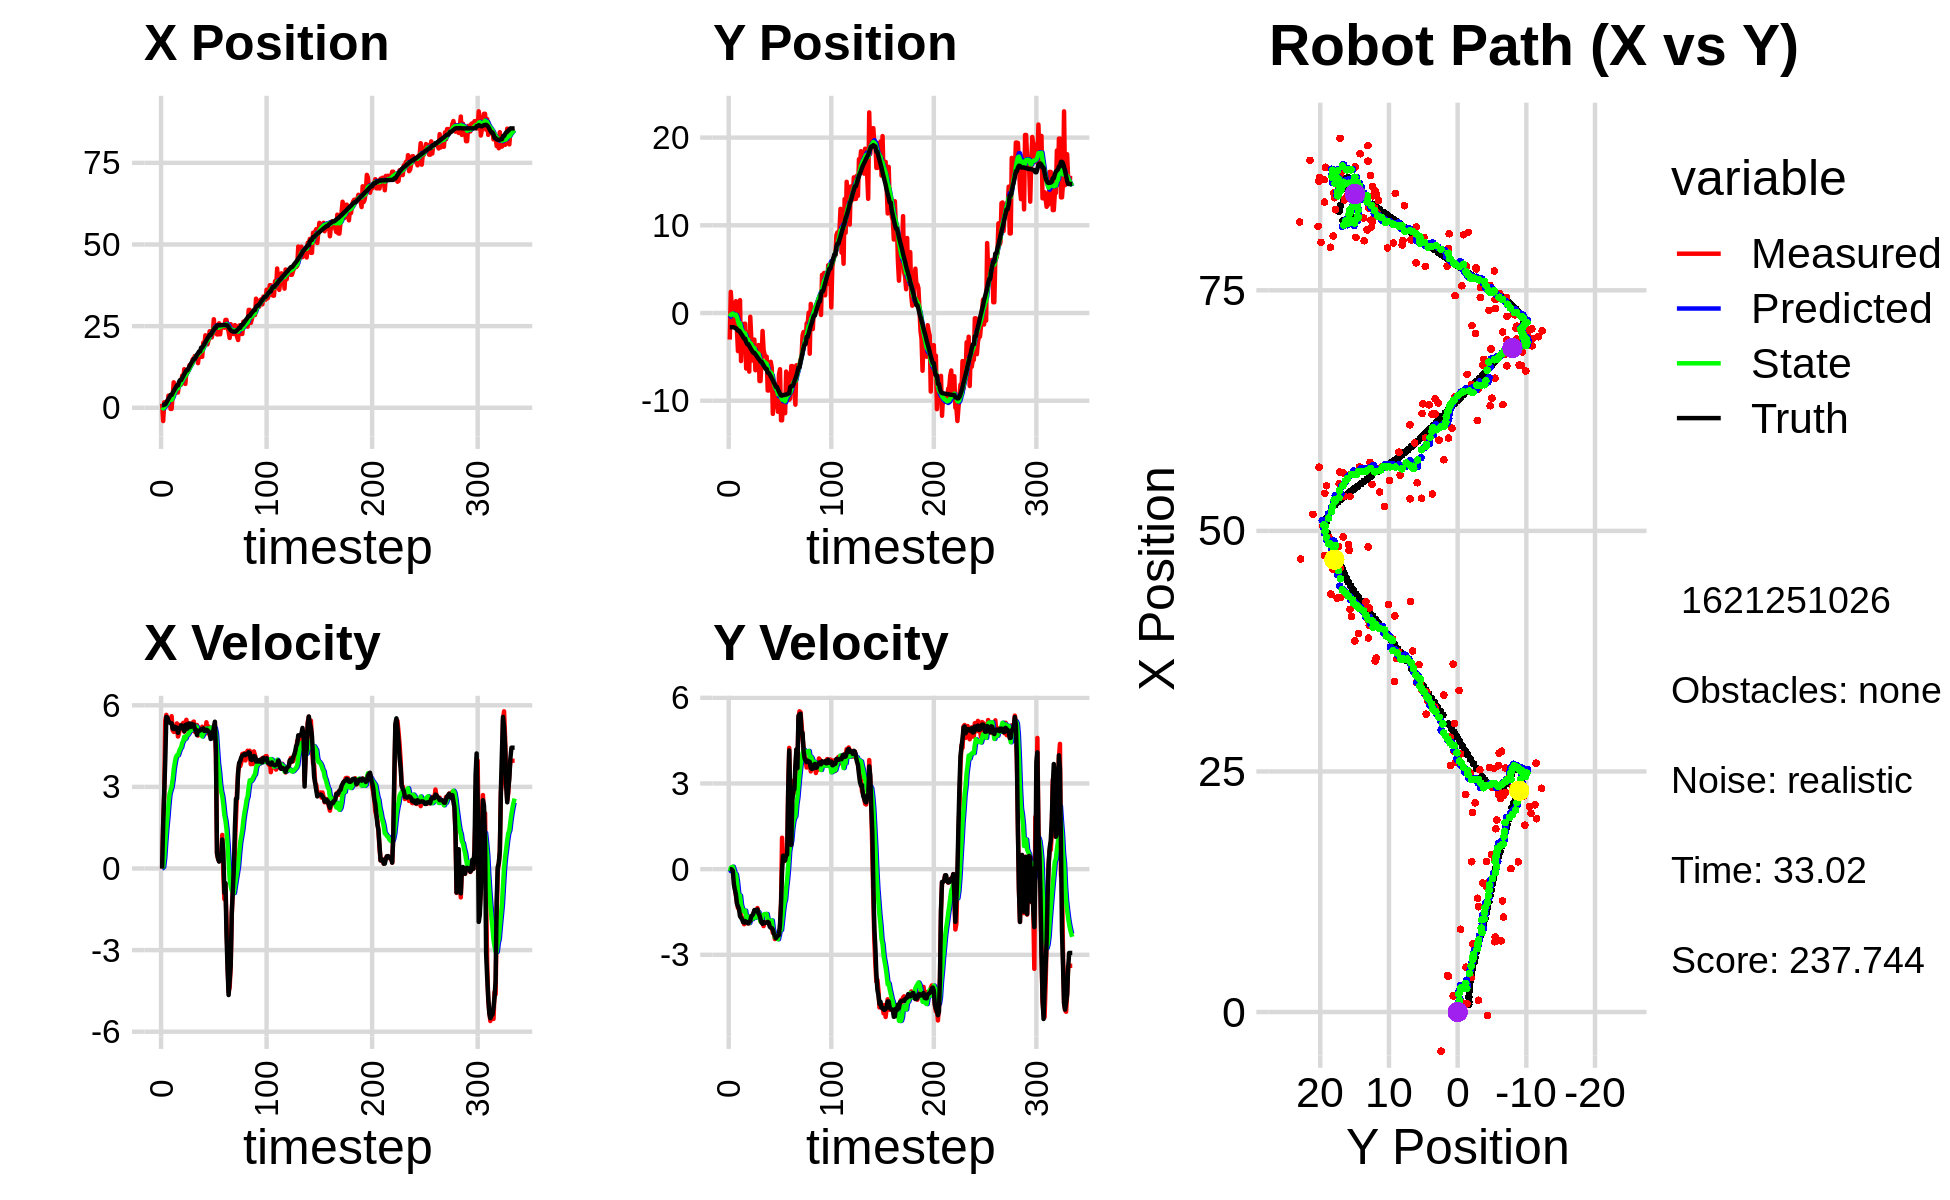 X Position
75
50
25
0
0
100
200
300
timestep
Y Position
20
10
0
-10
0
100
200
300
timestep
X Velocity
6
3
0
-3
-6
0
100
200
300
timestep
Y Velocity
6
3
0
-3
0
100
200
300
timestep
Robot Path (X vs Y)
X Position
75
50
25
0
20 10 0 -10 -20
Y Position
variable
Measured
Predicted
State
Truth
1621251026
Obstacles: none
Noise: realistic
Time: 33.02
Score: 237.744